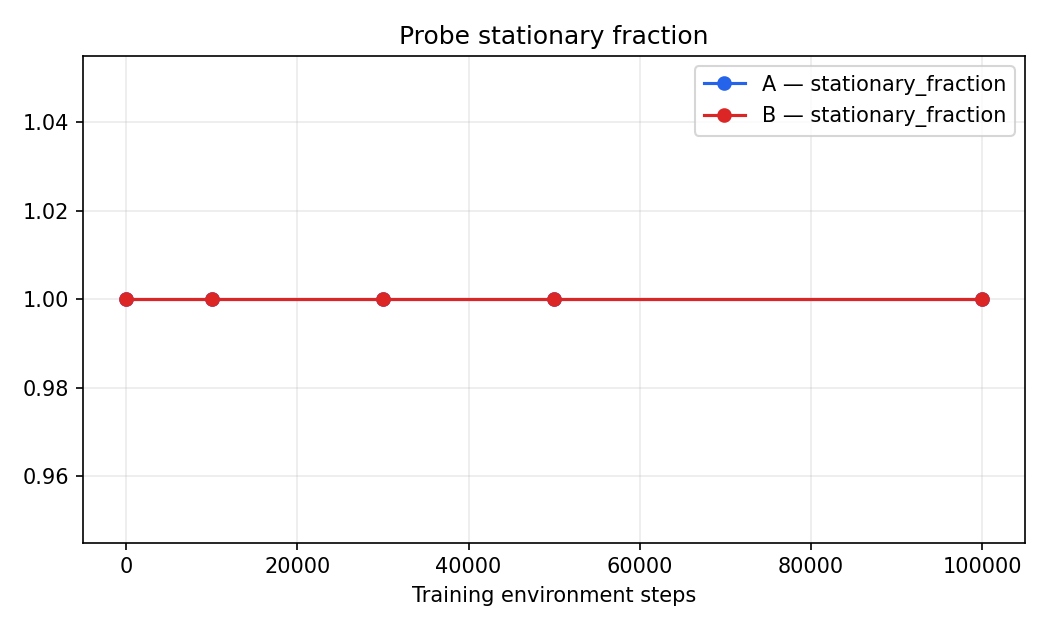 Probe stationary fraction
A — stationary_fraction
B — stationary_fraction
1.04
1.02
1.00
0.98
0.96
0 20000 40000 60000 80000 100000
Training environment steps